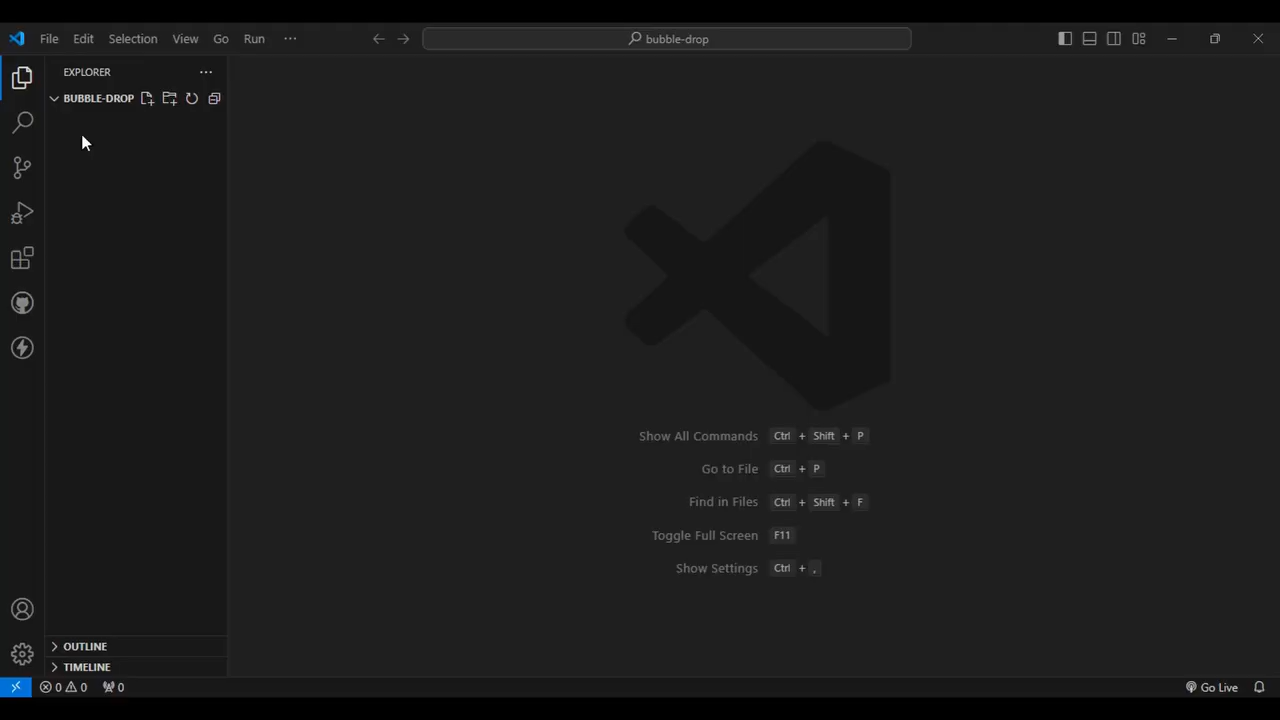 File Edit Selection View Go Run ···
bubble-drop
EXPLORER ···
BUBBLE-DROP
Show All Commands Ctrl + Shift + P
Go to File Ctrl + P
Find in Files Ctrl + Shift + F
Toggle Full Screen F11
Show Settings Ctrl + ,
OUTLINE
TIMELINE
0 0 0 Go Live